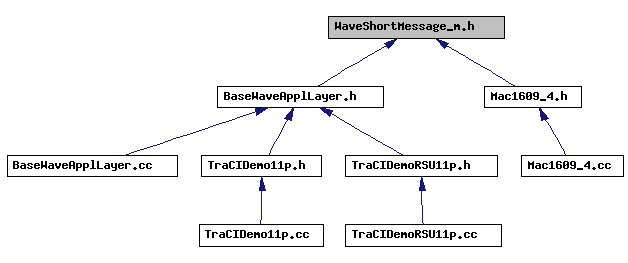 WaveShortMessage_m.h
BaseWaveApplLayer.h
Mac1609_4.h
BaseWaveApplLayer.cc
TraCIDemo11p.h
TraCIDemoRSU11p.h
Mac1609_4.cc
TraCIDemo11p.cc
TraCIDemoRSU11p.cc